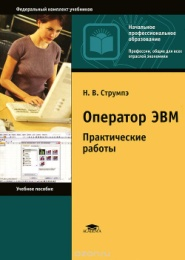 Федеральный комплект учебников
Начальное
профессиональное
образование
Профессии, общие для всех
отраслей экономики
Н. В. Струмпэ
Оператор ЭВМ
Практические
работы
Учебное пособие
ACADEMA